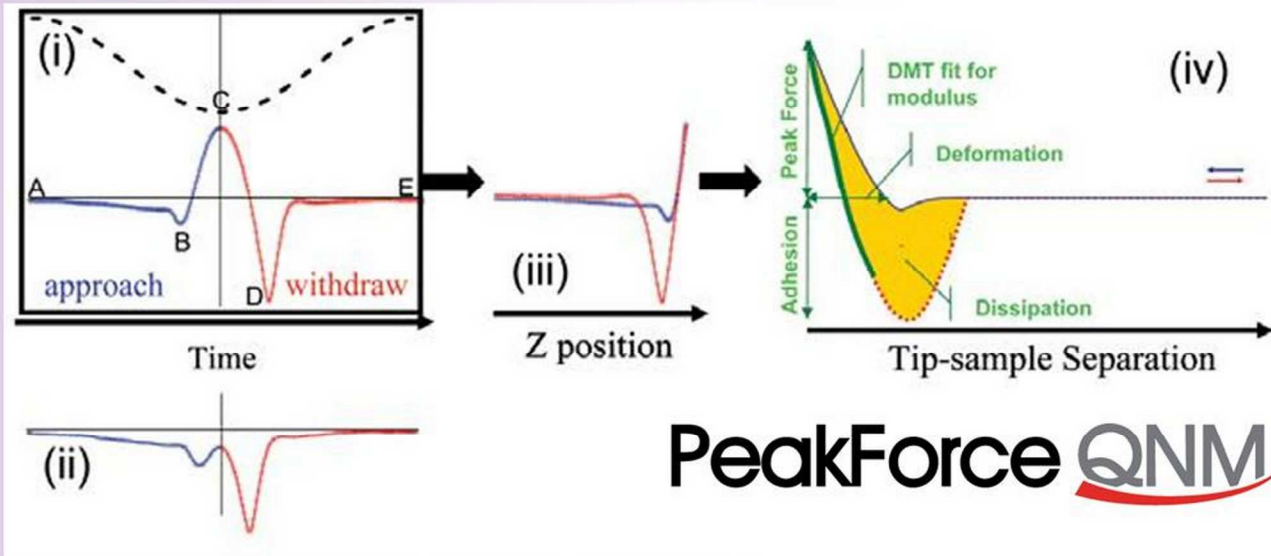 (i)
C
A
E
B
approach
D
withdraw
Time
(ii)
(iii)
Z position
(iv)
Peak Force
Adhesion
DMT fit for
modulus
Deformation
Dissipation
Tip-sample Separation
PeakForce QNM